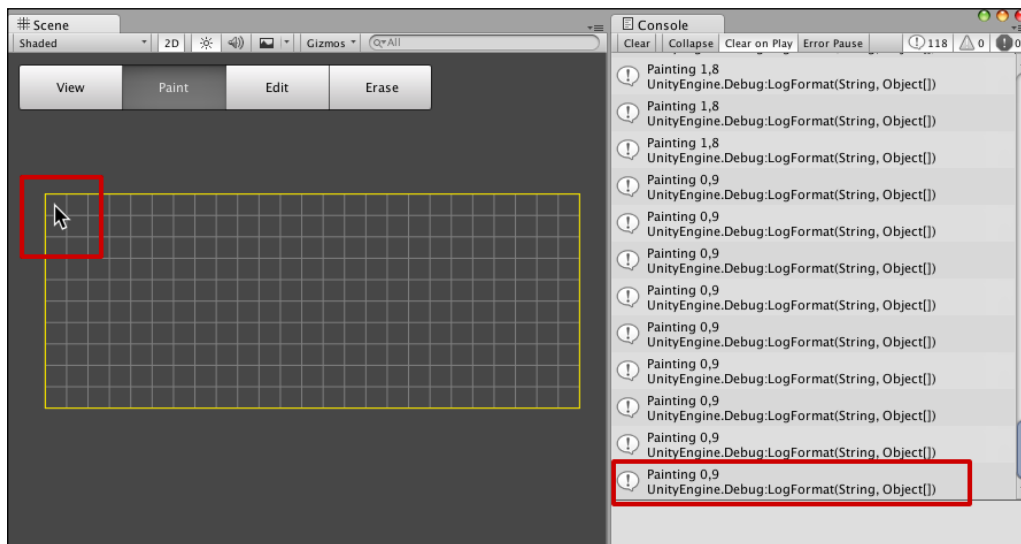 Scene
Shaded
2D
Gizmos
All
View
Paint
Edit
Erase
Console
Clear
Collapse
Clear on Play
Error Pause
118
0
0
Painting 1,8
UnityEngine.Debug:LogFormat(String, Object[])
Painting 1,8
UnityEngine.Debug:LogFormat(String, Object[])
Painting 1,8
UnityEngine.Debug:LogFormat(String, Object[])
Painting 0,9
UnityEngine.Debug:LogFormat(String, Object[])
Painting 0,9
UnityEngine.Debug:LogFormat(String, Object[])
Painting 0,9
UnityEngine.Debug:LogFormat(String, Object[])
Painting 0,9
UnityEngine.Debug:LogFormat(String, Object[])
Painting 0,9
UnityEngine.Debug:LogFormat(String, Object[])
Painting 0,9
UnityEngine.Debug:LogFormat(String, Object[])
Painting 0,9
UnityEngine.Debug:LogFormat(String, Object[])
Painting 0,9
UnityEngine.Debug:LogFormat(String, Object[])
Painting 0,9
UnityEngine.Debug:LogFormat(String, Object[])